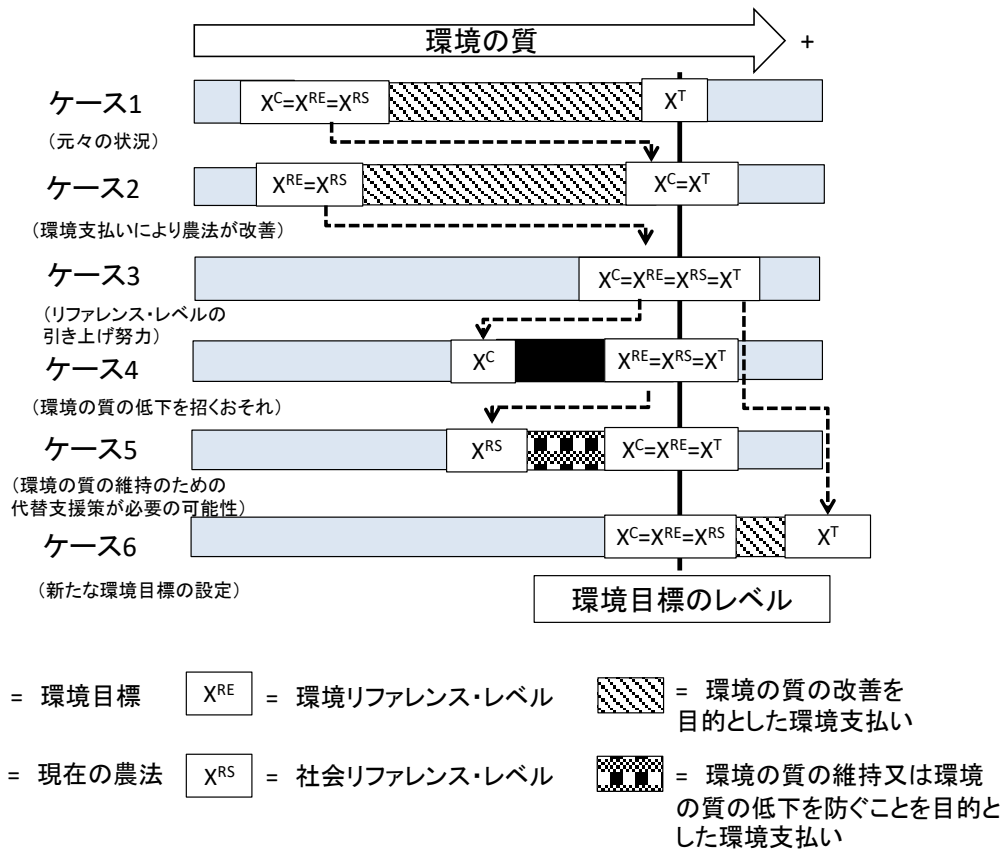 環境の質
+
ケース1
X^C=X^RE=X^RS
X^T
(元々の状況)
ケース2
X^RE=X^RS
X^C=X^T
(環境支払いにより農法が改善)
ケース3
X^C=X^RE=X^RS=X^T
(リファレンス・レベルの
引き上げ努力)
ケース4
X^C
X^RE=X^RS=X^T
(環境の質の低下を招くおそれ)
ケース5
X^RS
X^C=X^RE=X^T
(環境の質の維持のための
代替支援策が必要の可能性)
ケース6
X^C=X^RE=X^RS
X^T
(新たな環境目標の設定)
環境目標のレベル
= 環境目標
X^RE
= 環境リファレンス・レベル
= 環境の質の改善を
目的とした環境支払い
= 現在の農法
X^RS
= 社会リファレンス・レベル
= 環境の質の維持又は環境
の質の低下を防ぐことを目的と
した環境支払い